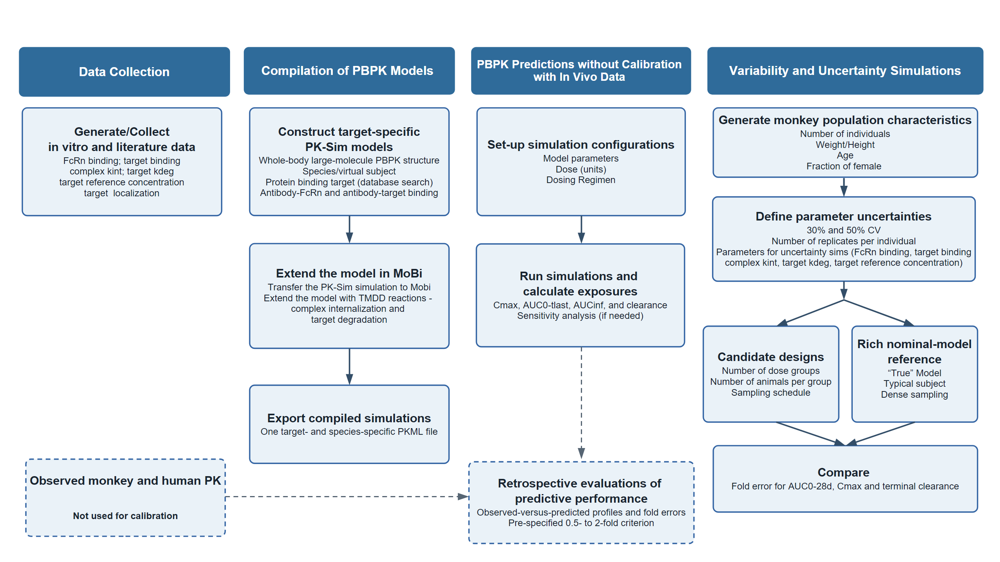 Data Collection
Generate/Collect
in vitro and literature data
FcRn binding; target binding
complex kint; target kdeg
target reference concentration
target  localization
Observed monkey and human PK
Not used for calibration
Compilation of PBPK Models
Construct target-specific
PK-Sim models
Whole-body large-molecule PBPK structure
Species/virtual subject
Protein binding target (database search)
Antibody-FcRn and antibody-target binding
Extend the model in MoBi
Transfer the PK-Sim simulation to Mobi
Extend the model with TMDD reactions -
complex internalization and
target degradation
Export compiled simulations
One target- and species-specific PKML file
PBPK Predictions without Calibration
with In Vivo Data
Set-up simulation configurations
Model parameters
Dose (units)
Dosing Regimen
Run simulations and
calculate exposures
Cmax, AUC0-tlast, AUCinf, and clearance
Sensitivity analysis (if needed)
Retrospective evaluations of
predictive performance
Observed-versus-predicted profiles and fold errors
Pre-specified 0.5- to 2-fold criterion
Variability and Uncertainty Simulations
Generate monkey population characteristics
Number of individuals
Weight/Height
Age
Fraction of female
Define parameter uncertainties
30% and 50% CV
Number of replicates per individual
Parameters for uncertainty sims (FcRn binding, target binding
complex kint, target kdeg, target reference concentration)
Candidate designs
Number of dose groups
Number of animals per group
Sampling schedule
Rich nominal-model
reference
“True” Model
Typical subject
Dense sampling
Compare
Fold error for AUC0-28d, Cmax and terminal clearance